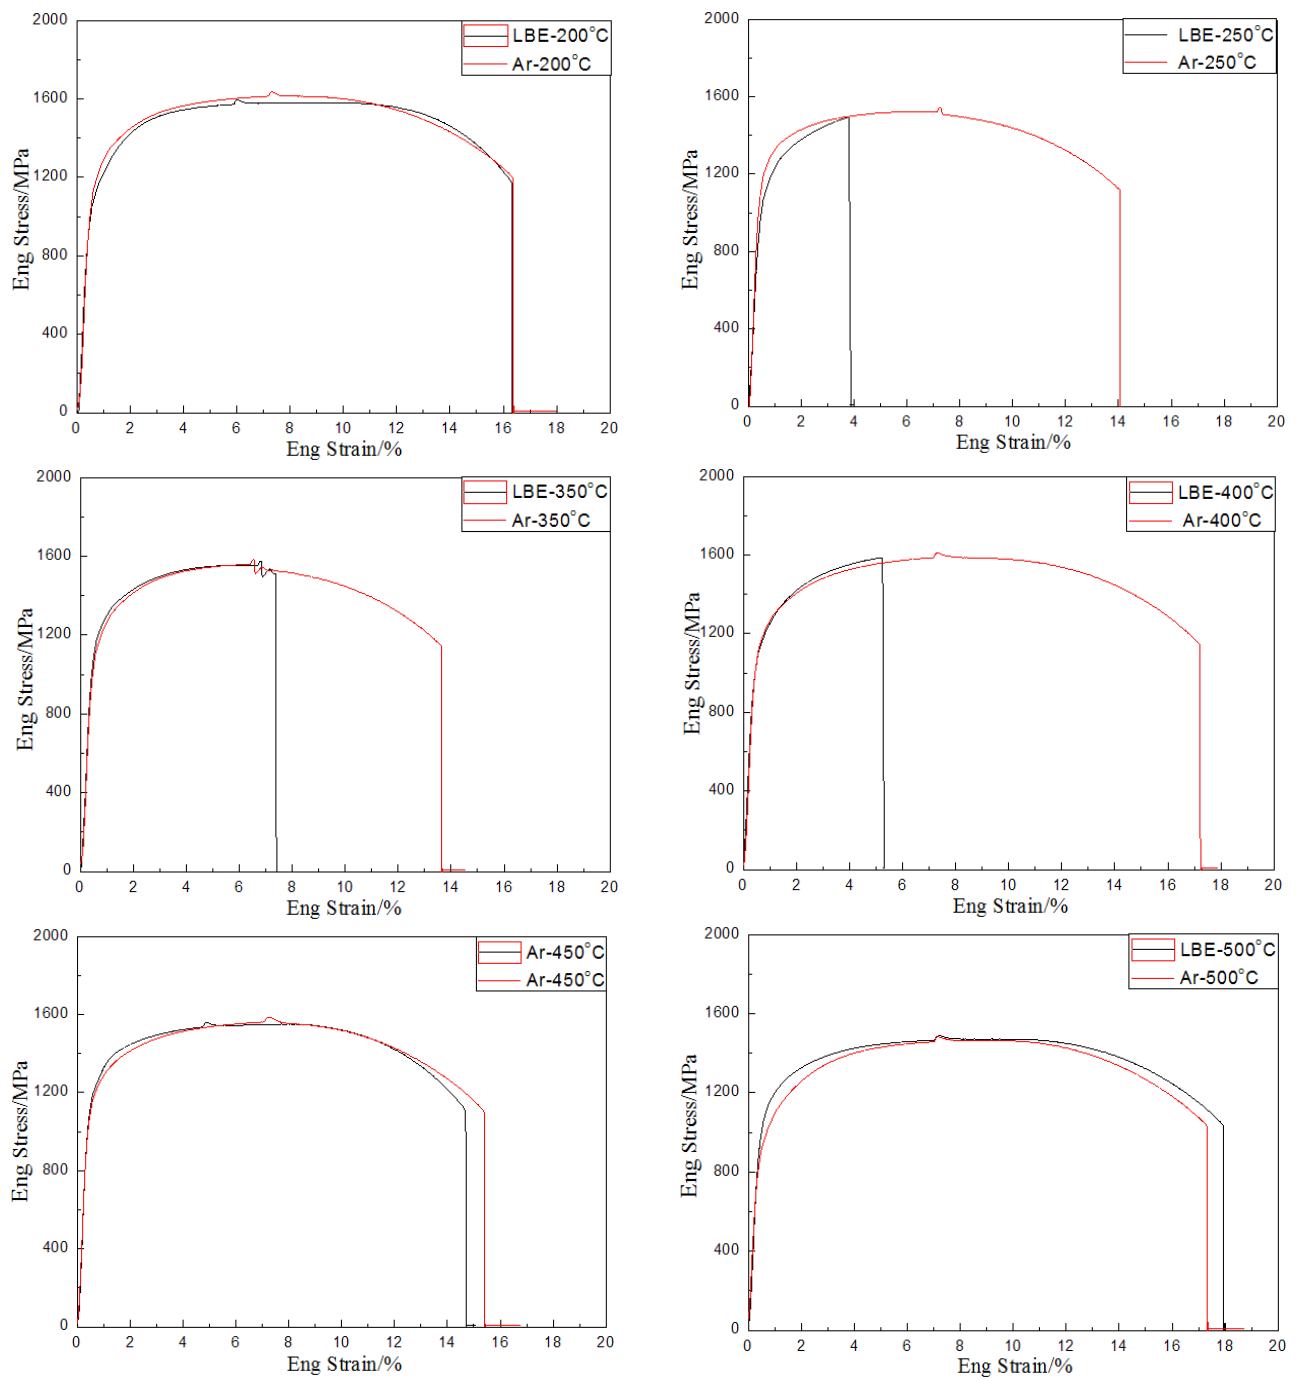 2000
1600
1200
800
400
0
Eng Stress/MPa
LBE-200°C
Ar-200°C
0 2 4 6 8 10 12 14 16 18 20
Eng Strain/%
2000
1600
1200
800
400
0
Eng Stress/MPa
LBE-250°C
Ar-250°C
0 2 4 6 8 10 12 14 16 18 20
Eng Strain/%
2000
1600
1200
800
400
0
Eng Stress/MPa
LBE-350°C
Ar-350°C
0 2 4 6 8 10 12 14 16 18 20
Eng Strain/%
2000
1600
1200
800
400
0
Eng Stress/MPa
LBE-400°C
Ar-400°C
0 2 4 6 8 10 12 14 16 18 20
Eng Strain/%
2000
1600
1200
800
400
0
Eng Stress/MPa
Ar-450°C
Ar-450°C
0 2 4 6 8 10 12 14 16 18 20
Eng Strain/%
2000
1600
1200
800
400
0
Eng Stress/MPa
LBE-500°C
Ar-500°C
0 2 4 6 8 10 12 14 16 18 20
Eng Strain/%